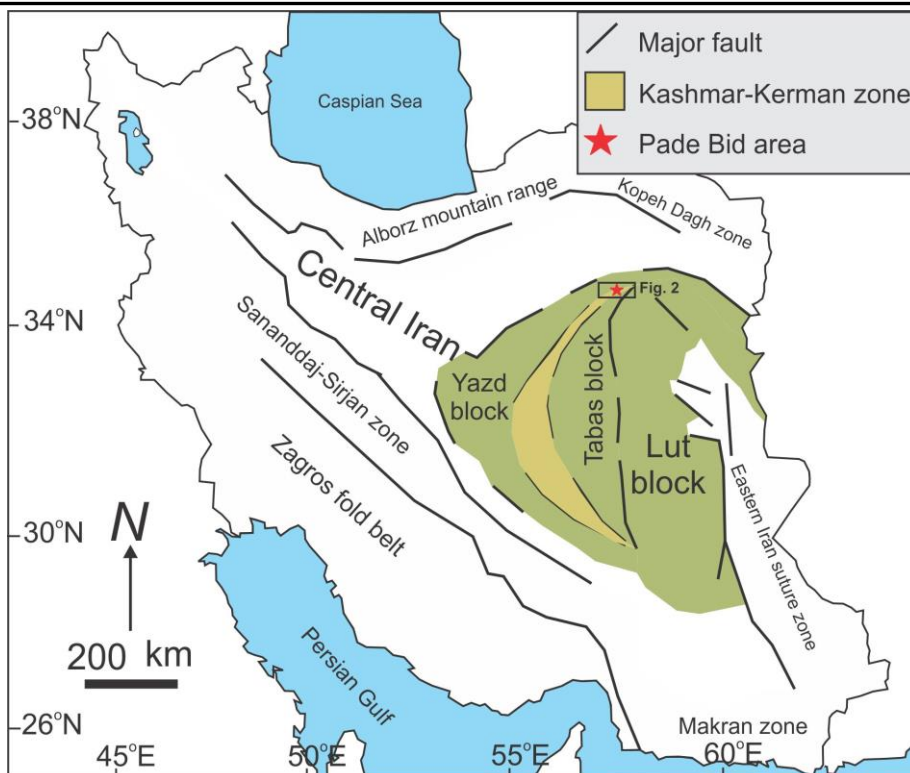 Major fault
Kashmar-Kerman zone
Pade Bid area
Caspian Sea
38°N
Alborz mountain range
Kopeh Dagh zone
Central Iran
Fig. 2
34°N
Sananddaj-Sirjan zone
Yazd
block
Tabas block
Lut
block
Zagros fold belt
Eastern Iran suture zone
30°N
N
200 km
Persian Gulf
26°N
Makran zone
45°E
50°E
55°E
60°E